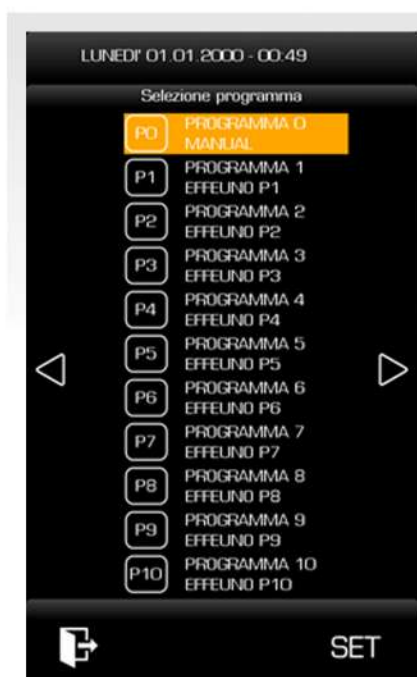 LUNEDI' 01.01.2000 - 00:49
Selezione programma
P0 PROGRAMMA 0
MANUAL
P1 PROGRAMMA 1
EFFEUNO P1
P2 PROGRAMMA 2
EFFEUNO P2
P3 PROGRAMMA 3
EFFEUNO P3
P4 PROGRAMMA 4
EFFEUNO P4
P5 PROGRAMMA 5
EFFEUNO P5
P6 PROGRAMMA 6
EFFEUNO P6
P7 PROGRAMMA 7
EFFEUNO P7
P8 PROGRAMMA 8
EFFEUNO P8
P9 PROGRAMMA 9
EFFEUNO P9
P10 PROGRAMMA 10
EFFEUNO P10
SET